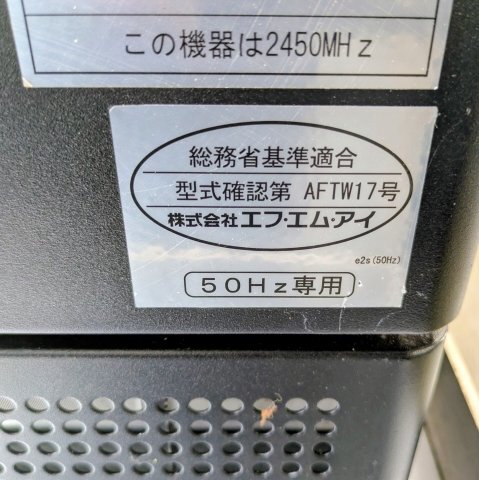 この機器は2450MHz
総務省基準適合
型式確認第 AFTW17号
株式会社エフ・エム・アイ
e2s(50Hz)
50Hz専用